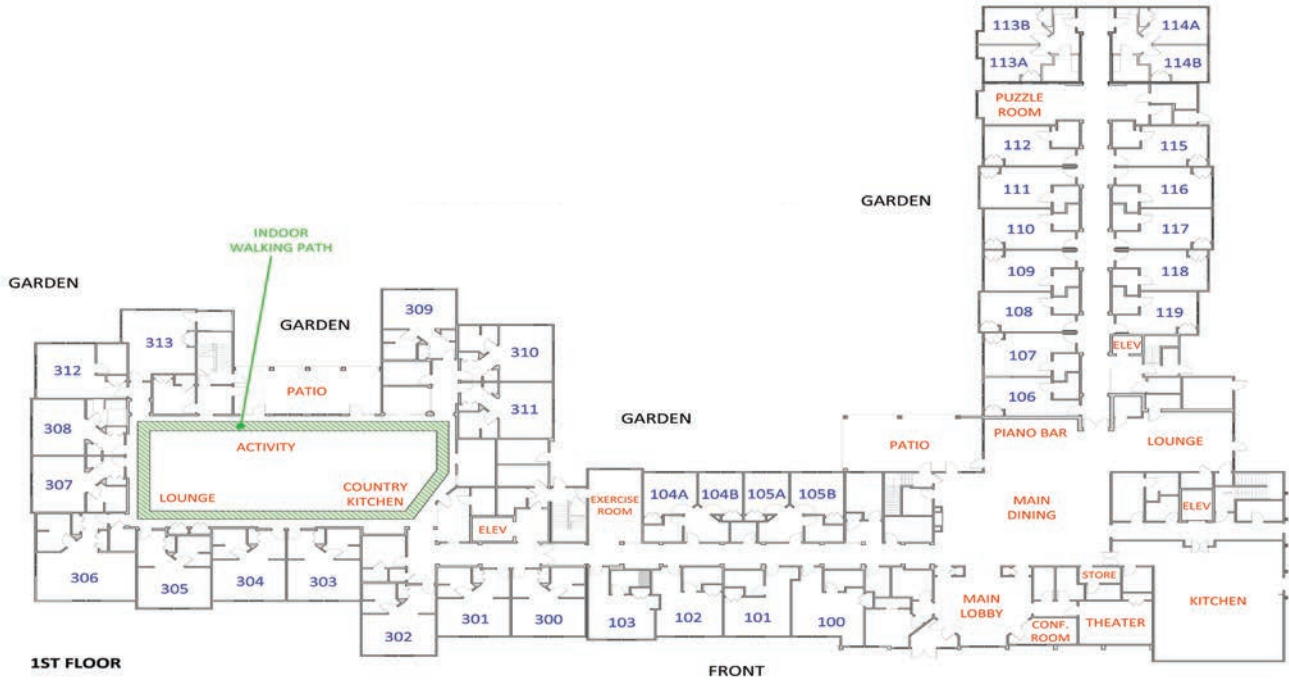 113B
114A
113A
114B
PUZZLE
ROOM
112
115
111
116
GARDEN
110
117
INDOOR
WALKING PATH
109
118
GARDEN
309
108
119
GARDEN
313
310
ELEV
312
107
PATIO
106
311
308
GARDEN
PIANO BAR
LOUNGE
ACTIVITY
PATIO
307
LOUNGE
COUNTRY
KITCHEN
EXERCISE
ROOM
104A
104B
105A
105B
MAIN
DINING
ELEV
ELEV
306
305
304
303
STORE
301
300
103
102
101
100
MAIN
LOBBY
KITCHEN
302
CONF.
ROOM
THEATER
1ST FLOOR
FRONT